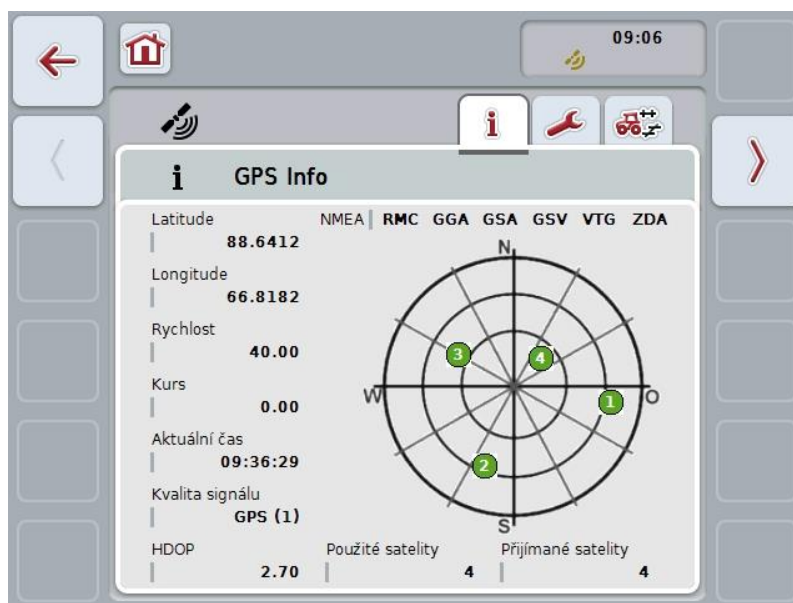 09:06
i
i GPS Info
Latitude
88.6412
NMEA RMC GGA GSA GSV VTG ZDA
Longitude
66.8182
Rychlost
40.00
Kurs
0.00
Aktuální čas
09:36:29
Kvalita signálu
GPS (1)
HDOP
2.70
N
3
4
W
1
O
2
S
Použité satelity
4
Přijímané satelity
4